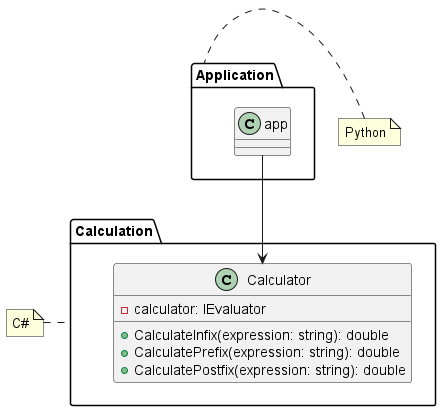 Application
C app
Python
Calculation
C Calculator
calculator: IEvaluator
C#
CalculateInfix(expression: string): double
CalculatePrefix(expression: string): double
CalculatePostfix(expression: string): double